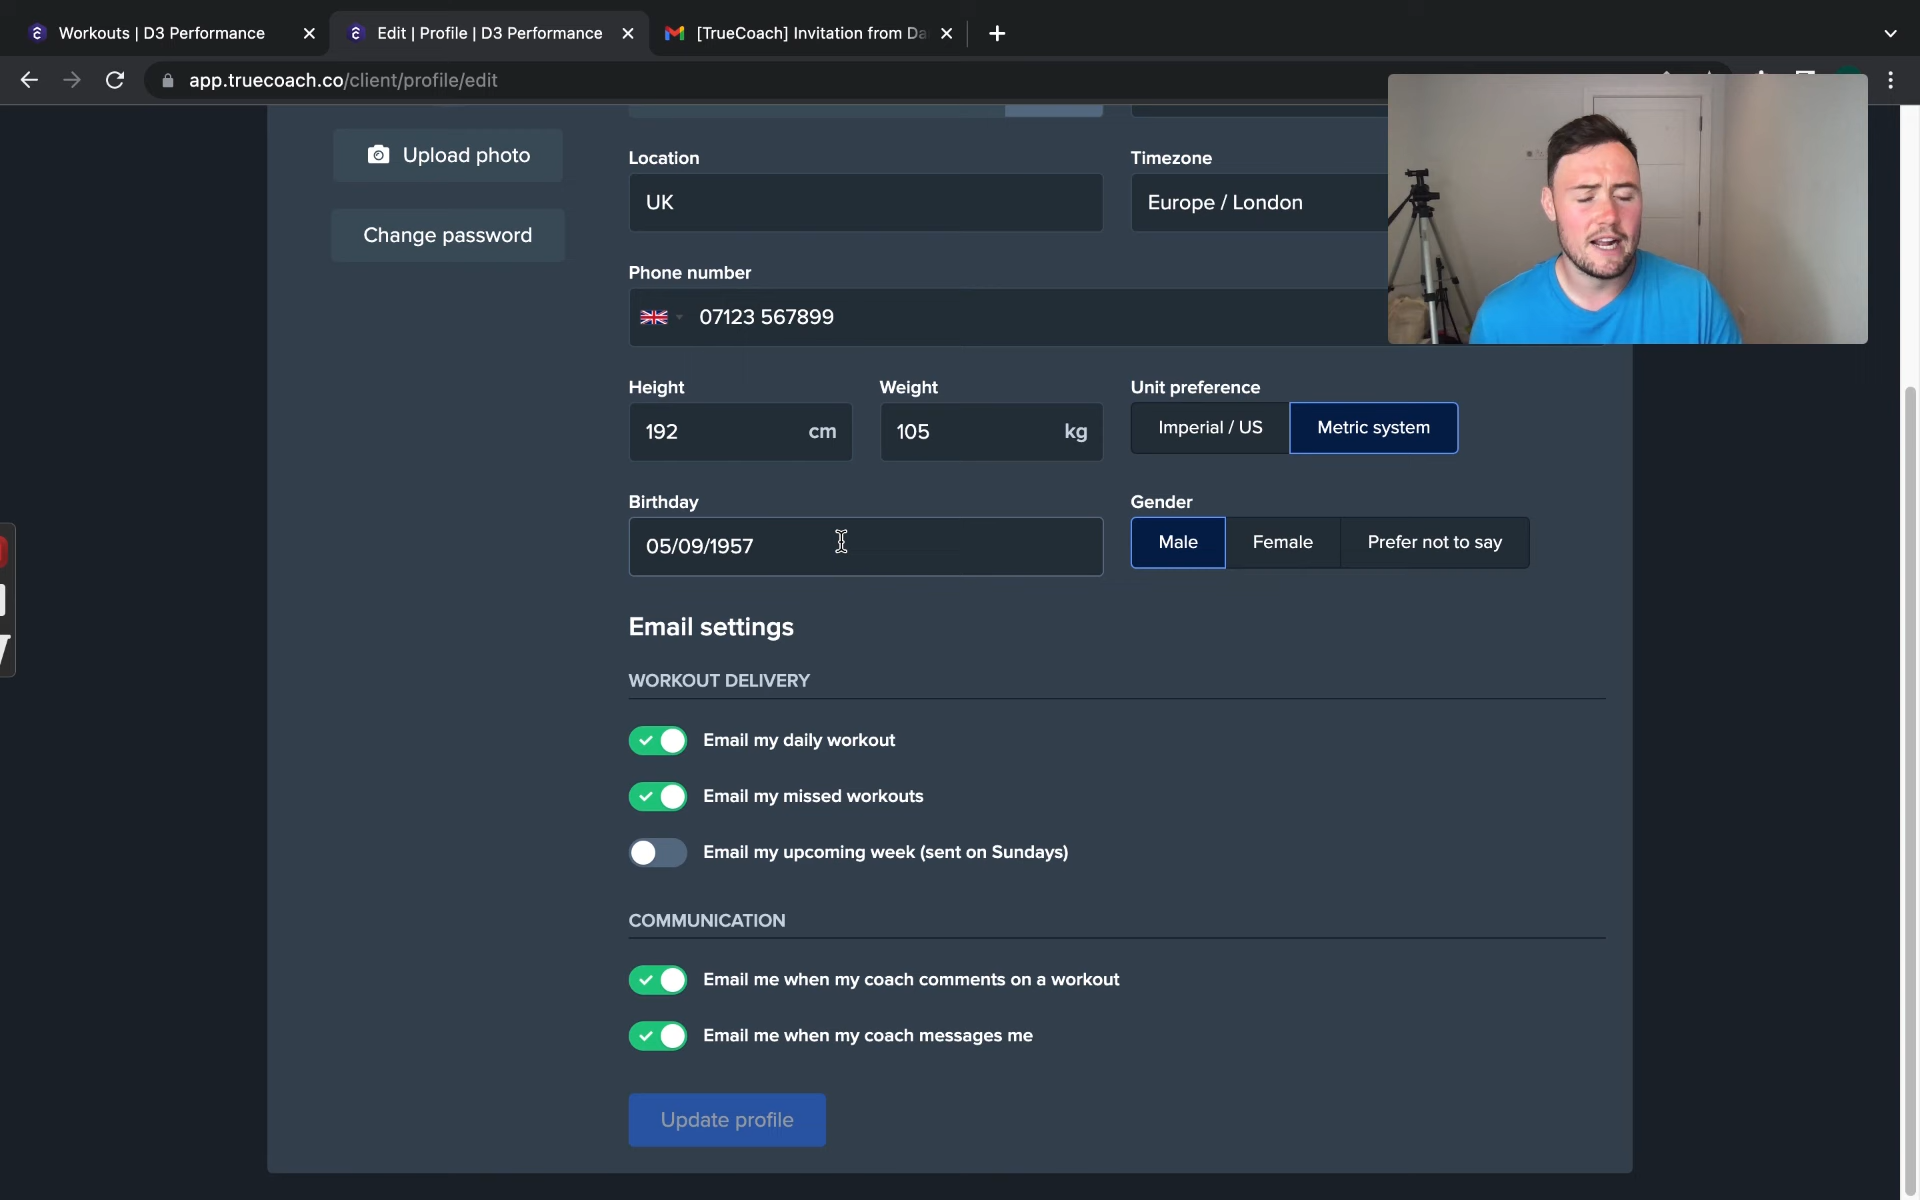 Workouts | D3 Performance
Edit | Profile | D3 Performance
[TrueCoach] Invitation from Da
app.truecoach.co/client/profile/edit
Upload photo
Change password
Location
UK
Timezone
Europe / London
Phone number
07123 567899
Height
192 cm
Weight
105 kg
Unit preference
Imperial / US
Metric system
Birthday
05/09/1957
Gender
Male
Female
Prefer not to say
Email settings
WORKOUT DELIVERY
Email my daily workout
Email my missed workouts
Email my upcoming week (sent on Sundays)
COMMUNICATION
Email me when my coach comments on a workout
Email me when my coach messages me
Update profile